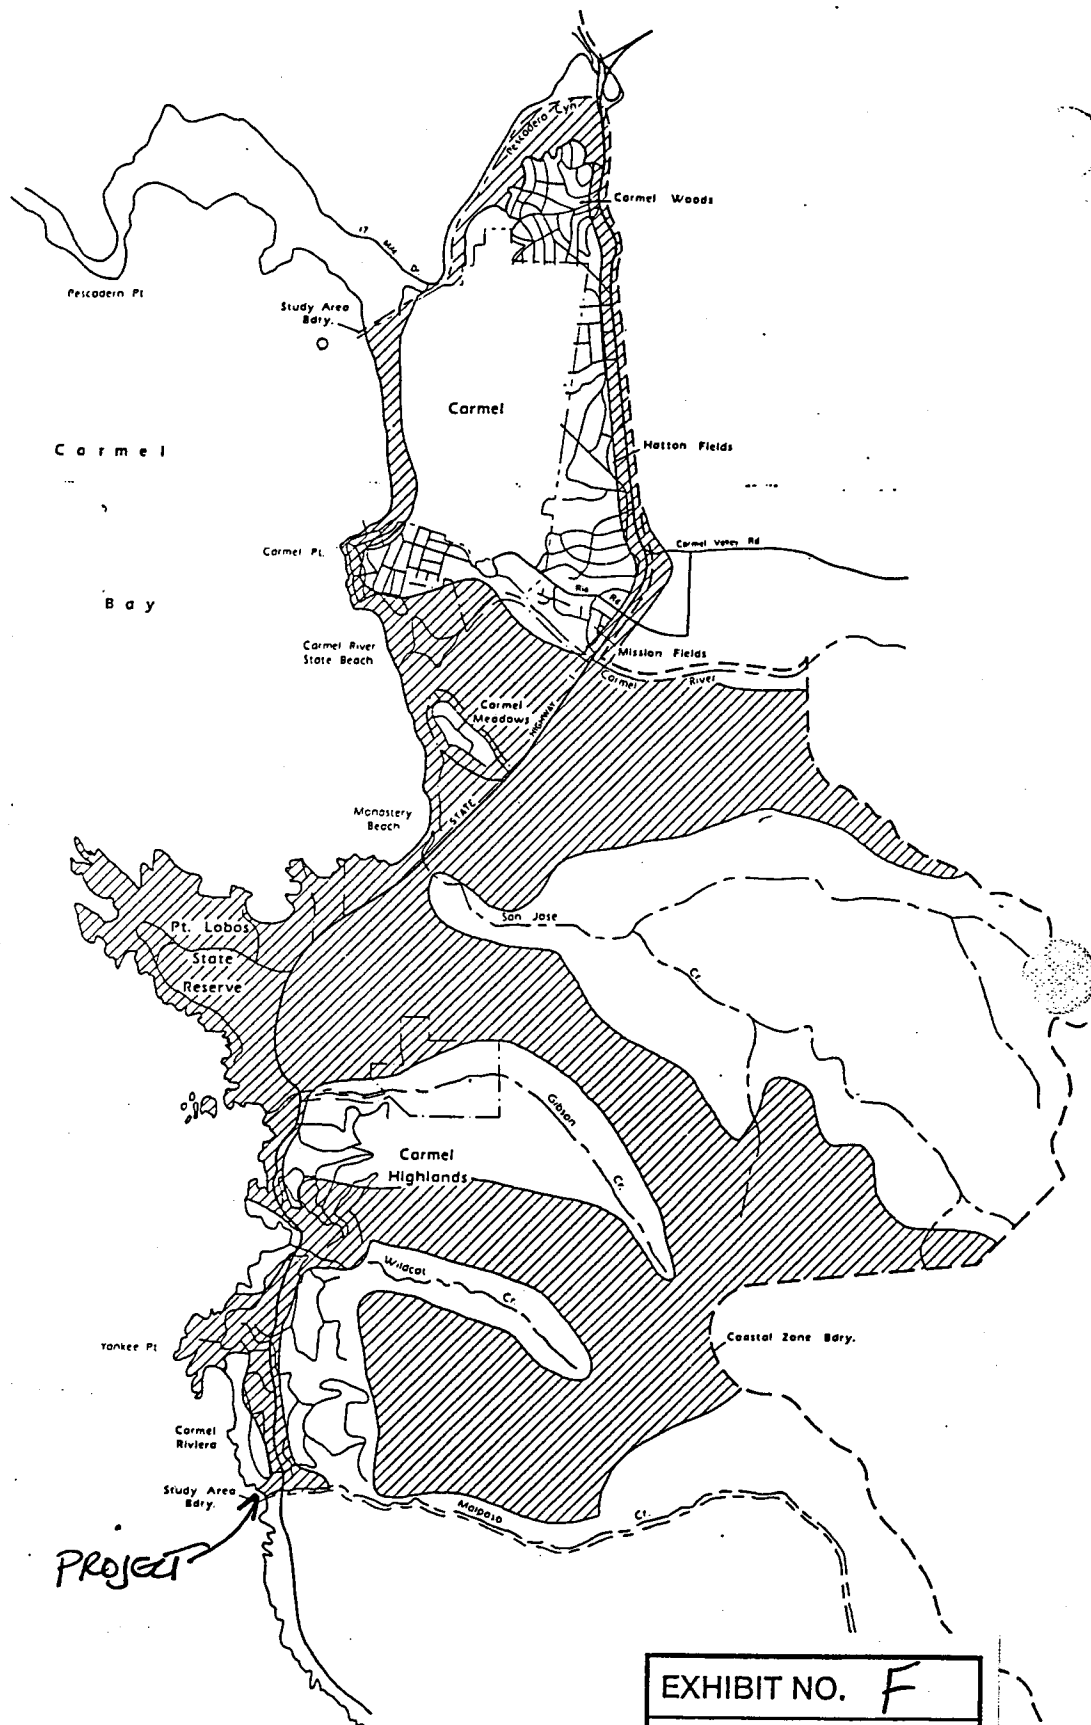 Pescadero Cyn.
Carmel Woods
17 Mile D
Pescadero Pt
Study Area
Bdry.
Carmel
Hatton Fields
Carmel
Carmel Pt.
Carmel Valley Rd
Bay
Rio Rd
Carmel River
State Beach
Mission Fields
Carmel River
Carmel
Meadows
STATE HIGHWAY
Monastery
Beach
San Jose Cr.
Pt. Lobos
State
Reserve
Gibson Cr.
Carmel
Highlands
Wildcat Cr.
Yankee Pt
Coastal Zone Bdry.
Carmel
Riviera
Study Area
Bdry.
Malpaso Cr.
PROJECT
EXHIBIT NO. F